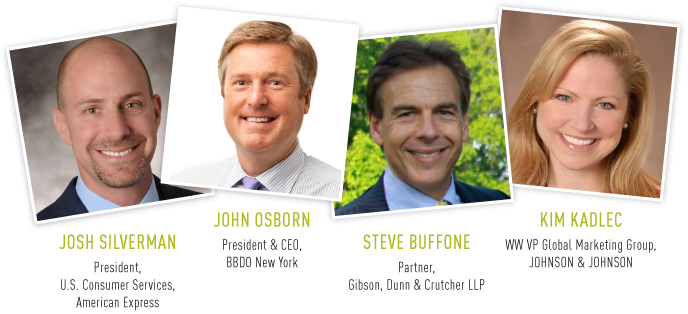 JOSH SILVERMAN
President,
U.S. Consumer Services,
American Express
JOHN OSBORN
President & CEO,
BBDO New York
STEVE BUFFONE
Partner,
Gibson, Dunn & Crutcher LLP
KIM KADLEC
WW VP Global Marketing Group,
JOHNSON & JOHNSON